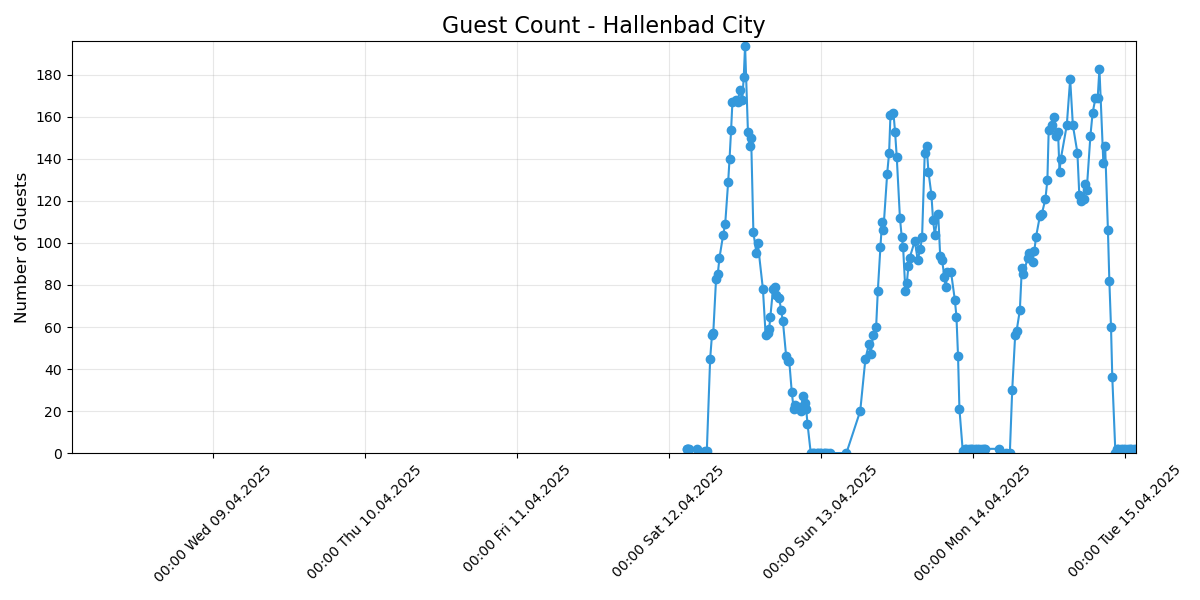 Guest Count - Hallenbad City
Number of Guests
180
160
140
120
100
80
60
40
20
0
00:00 Wed 09.04.2025
00:00 Thu 10.04.2025
00:00 Fri 11.04.2025
00:00 Sat 12.04.2025
00:00 Sun 13.04.2025
00:00 Mon 14.04.2025
00:00 Tue 15.04.2025